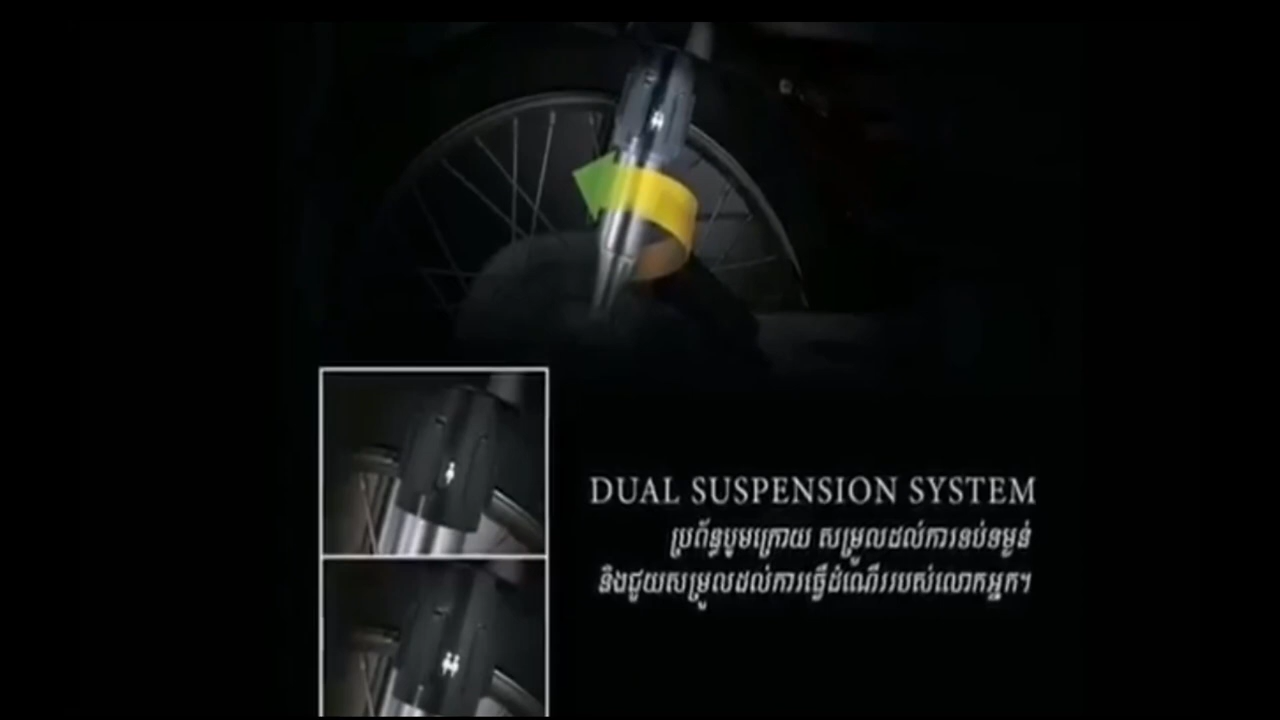 DUAL SUSPENSION SYSTEM
ប្រព័ន្ធបូមក្រោយ សម្រួលដល់ការទប់ទម្ងន់
និងជួយសម្រួលដល់ការធ្វើដំណើររបស់លោកអ្នក។